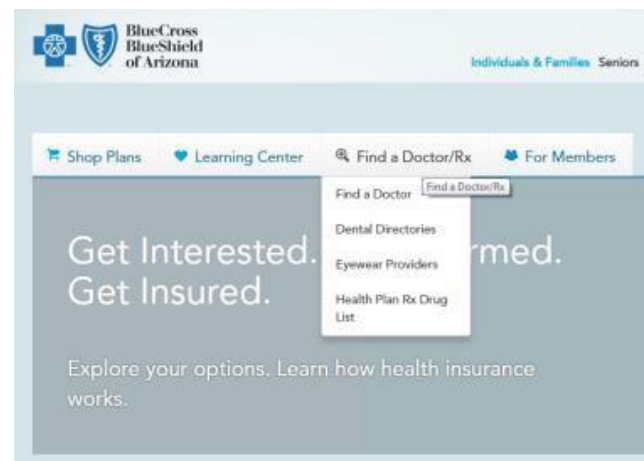 BlueCross
BlueShield
of Arizona
Individuals & Families Seniors
Shop Plans Learning Center Find a Doctor/Rx For Members
Find a Doctor/Rx
Find a Doctor
Dental Directories
Eyewear Providers
Health Plan Rx Drug
List
Get Interested. rmed.
Get Insured.
Explore your options. Learn how health insurance
works.